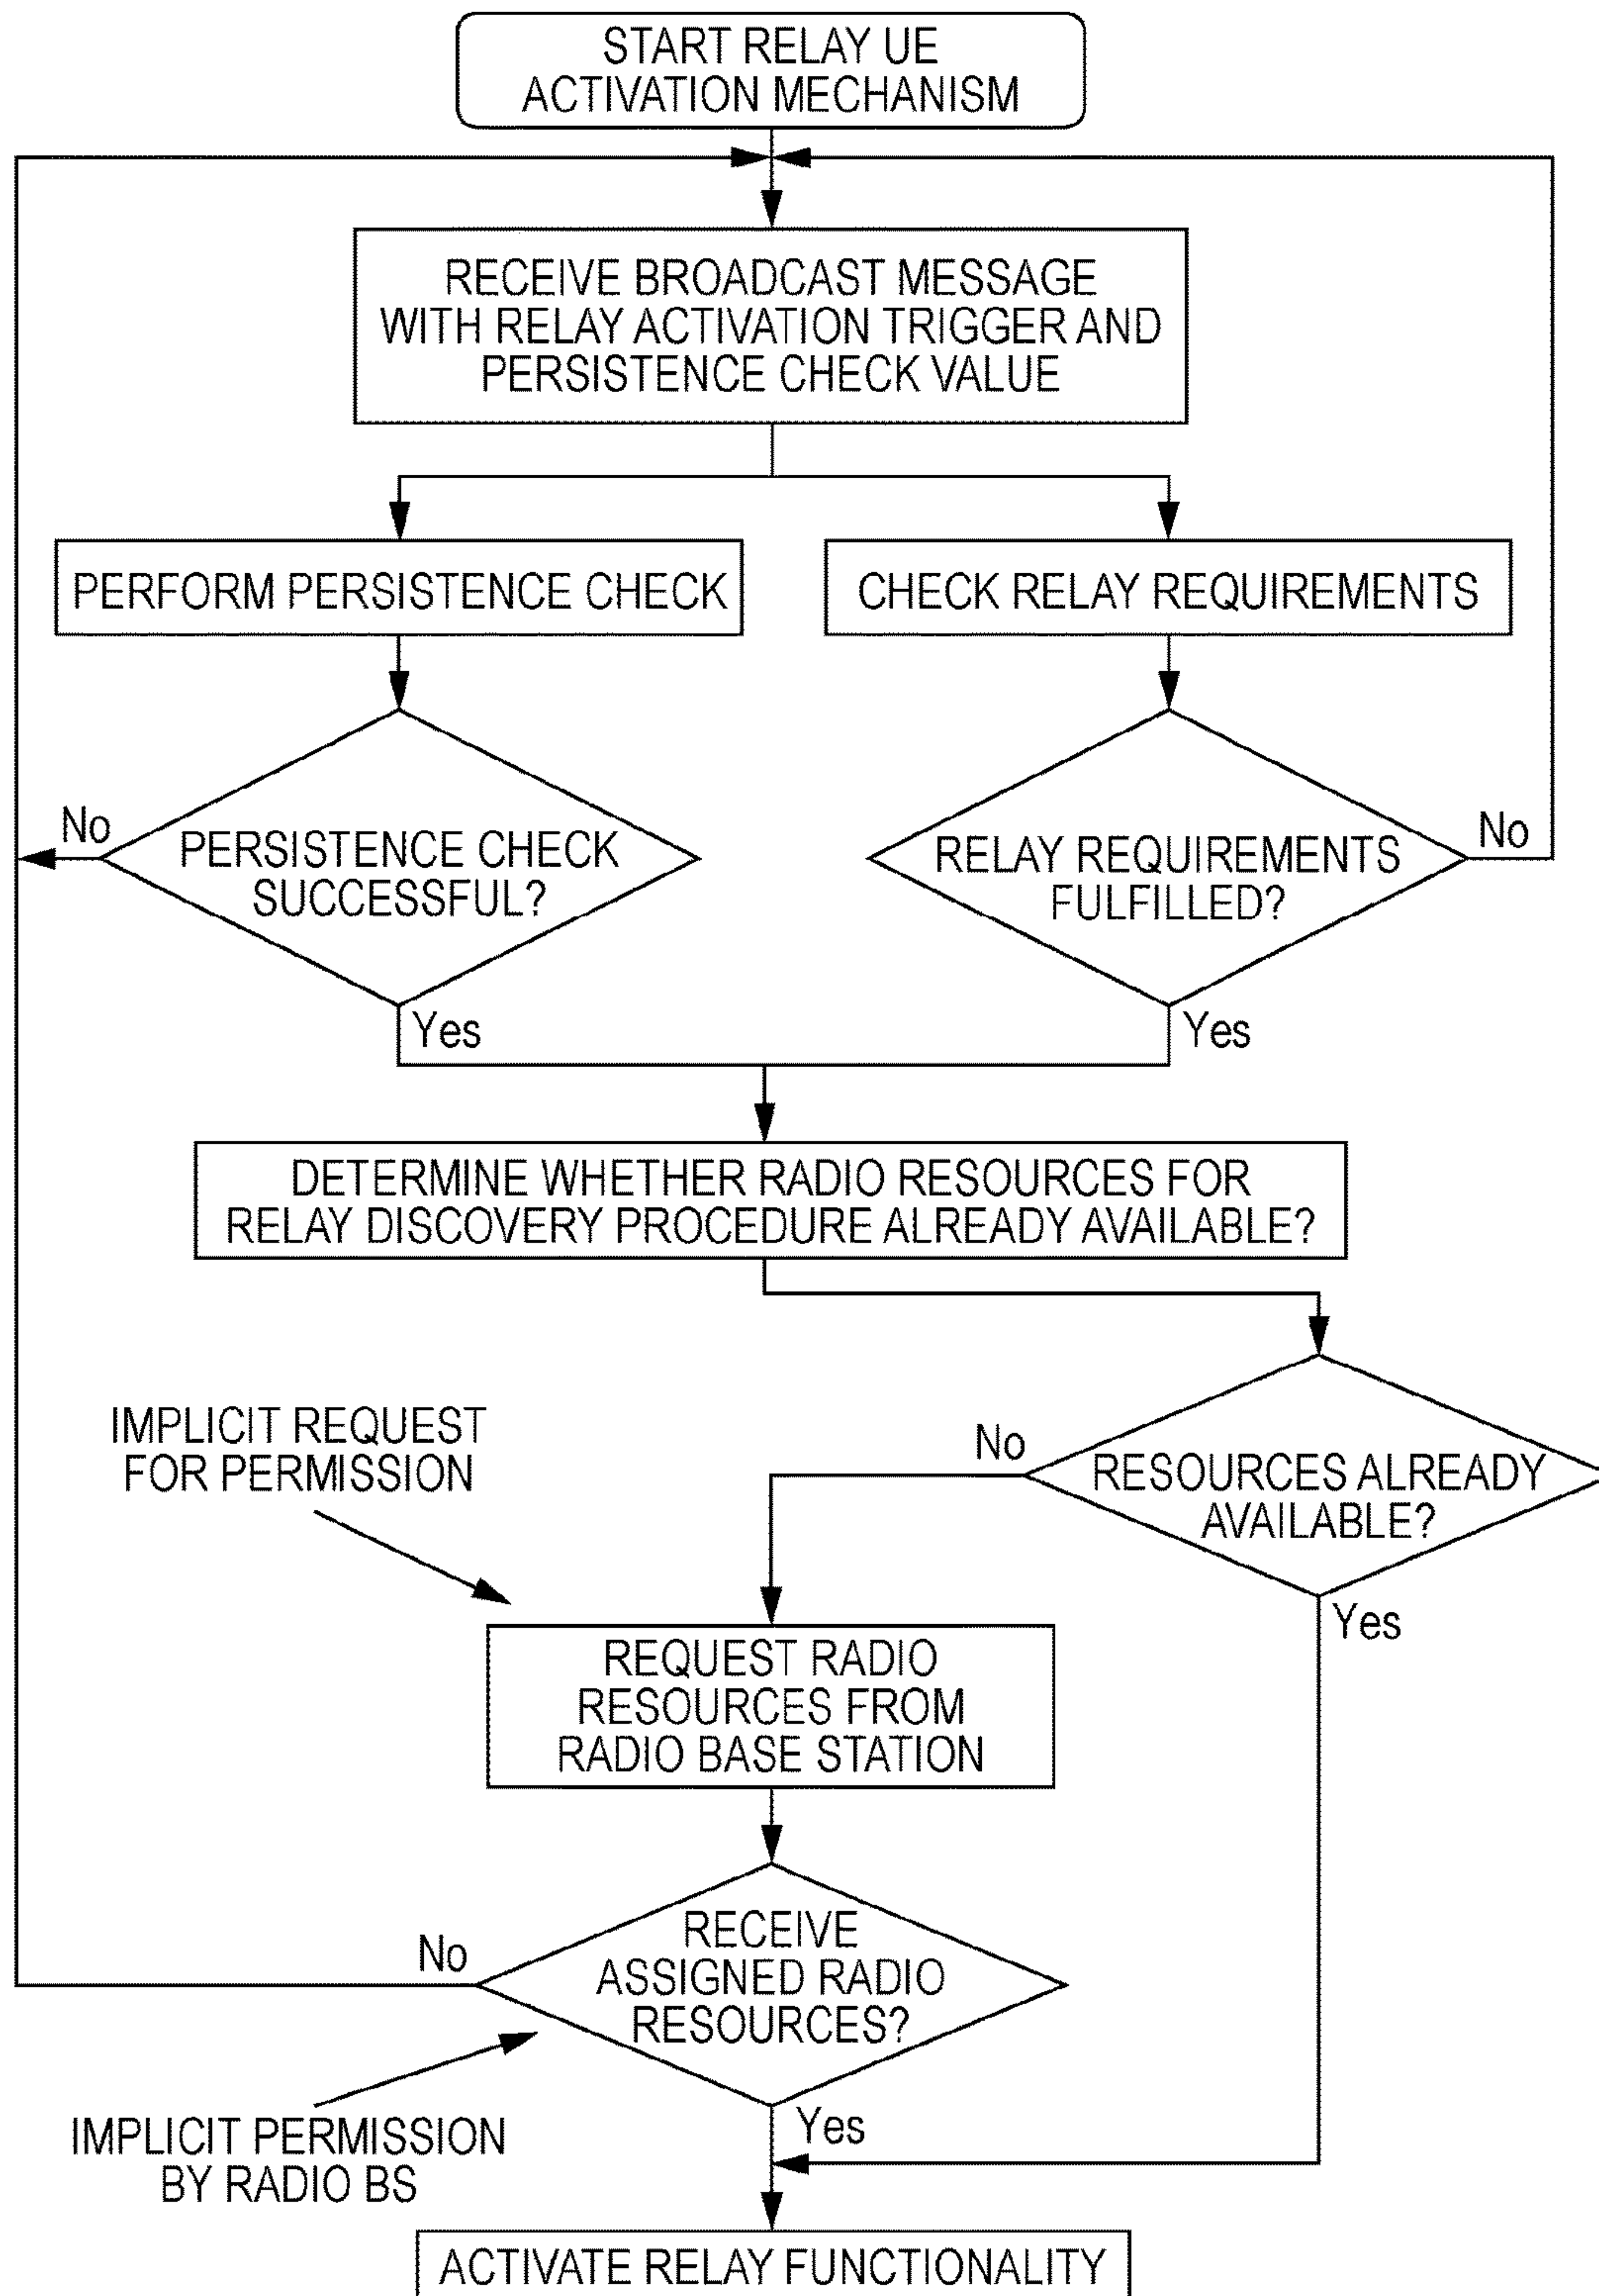 START RELAY UE
ACTIVATION MECHANISM
RECEIVE BROADCAST MESSAGE
WITH RELAY ACTIVATION TRIGGER AND
PERSISTENCE CHECK VALUE
PERFORM PERSISTENCE CHECK
CHECK RELAY REQUIREMENTS
No
PERSISTENCE CHECK
SUCCESSFUL?
Yes
RELAY REQUIREMENTS
FULFILLED?
No
Yes
DETERMINE WHETHER RADIO RESOURCES FOR
RELAY DISCOVERY PROCEDURE ALREADY AVAILABLE?
IMPLICIT REQUEST
FOR PERMISSION
No
RESOURCES ALREADY
AVAILABLE?
Yes
REQUEST RADIO
RESOURCES FROM
RADIO BASE STATION
No
RECEIVE
ASSIGNED RADIO
RESOURCES?
Yes
IMPLICIT PERMISSION
BY RADIO BS
ACTIVATE RELAY FUNCTIONALITY